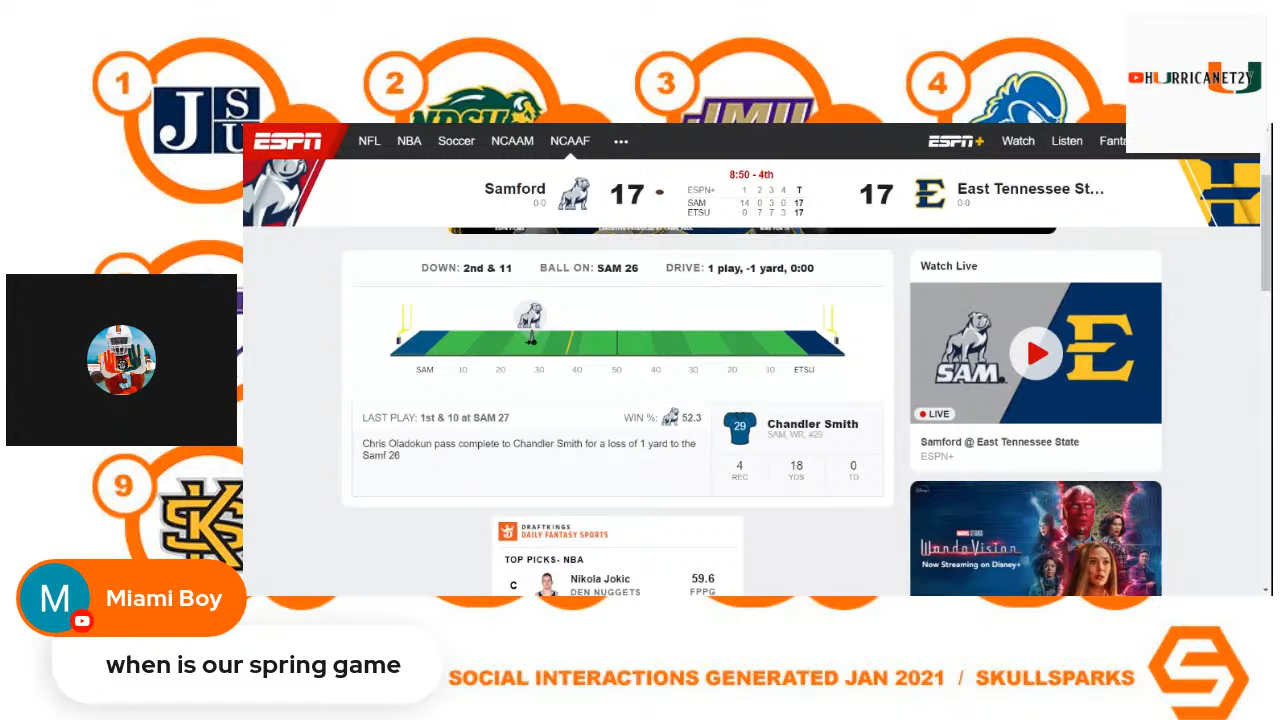 1
2
3
4
J S U
NDSU
JMU
HURRICANET2Y
ESPN
NFL NBA Soccer NCAAM NCAAF •••
ESPN+ Watch Listen Fanta
Samford
0-0
17
8:50 - 4th
ESPN+ 1 2 3 4 T
SAM 14 0 3 0 17
ETSU 0 7 7 3 17
17
East Tennessee St...
0-0
DOWN: 2nd & 11 BALL ON: SAM 26 DRIVE: 1 play, -1 yard, 0:00
SAM 10 20 30 40 50 40 30 20 10 ETSU
LAST PLAY: 1st & 10 at SAM 27
WIN %: 52.3
Chris Oladokun pass complete to Chandler Smith for a loss of 1 yard to the
Samf 26
29
Chandler Smith
SAM, WR, #29
4 18 0
REC YDS TD
Watch Live
SAM E
LIVE
Samford @ East Tennessee State
ESPN+
Disney+
MARVEL STUDIOS
WandaVision
Now Streaming on Disney+
DRAFTKINGS
DAILY FANTASY SPORTS
TOP PICKS- NBA
C Nikola Jokic 59.6
DEN NUGGETS FPPG
9
KS
M Miami Boy
when is our spring game
SOCIAL INTERACTIONS GENERATED JAN 2021 / SKULLSPARKS